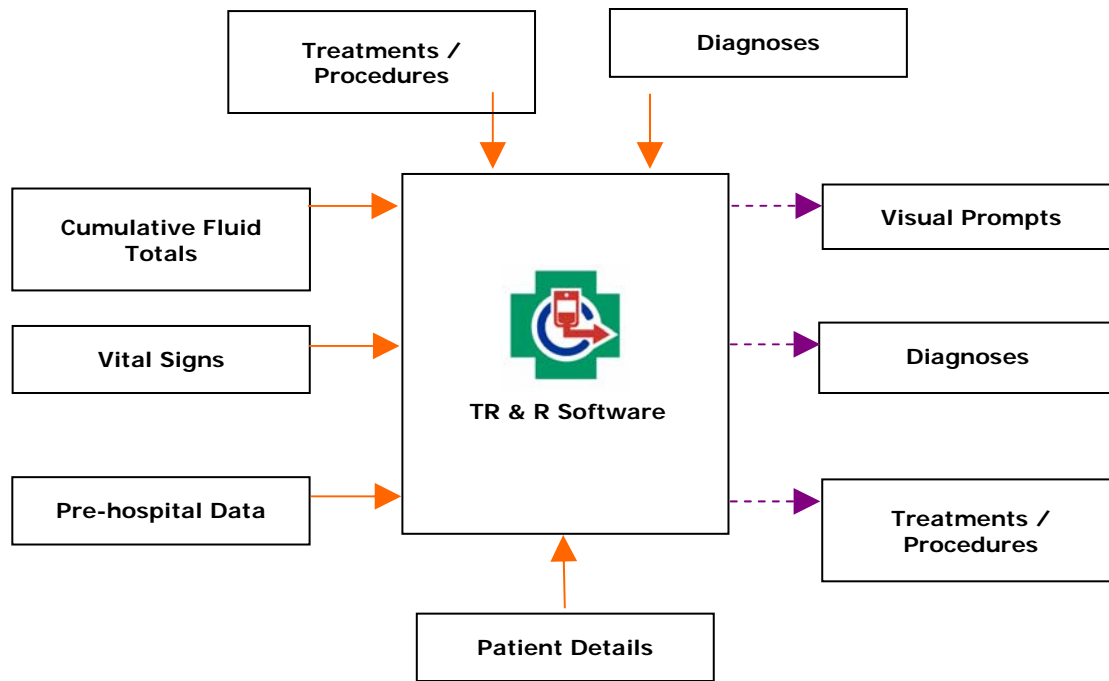 Treatments /
Procedures
Diagnoses
Cumulative Fluid
Totals
Visual Prompts
Vital Signs
Diagnoses
TR & R Software
Pre-hospital Data
Treatments /
Procedures
Patient Details